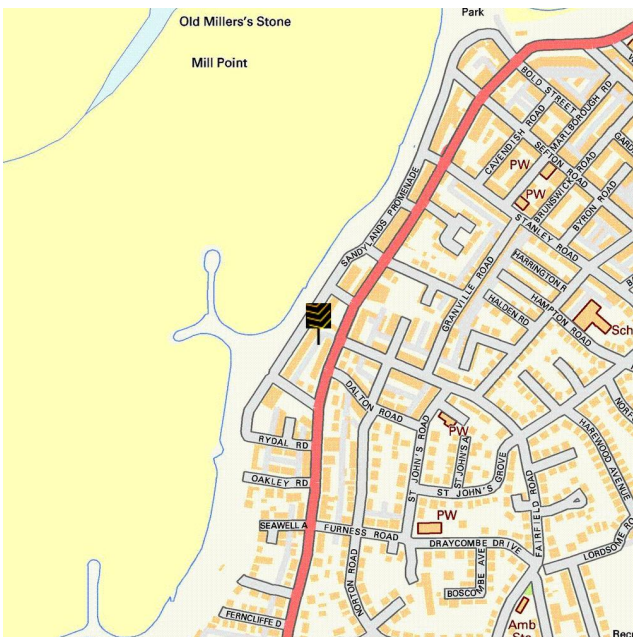 Park
Old Millers's Stone
Mill Point
BOLD STREET
MARLBOROUGH RD
CAVENDISH ROAD
SEFTON ROAD
PW
PW
BRUNSWICK ROAD
BYRON ROAD
STANLEY ROAD
SANDYLANDS PROMENADE
HARRINGTON R
GRANVILLE ROAD
HALDEN RD
HAMPTON ROAD
Sch
DALTON ROAD
PW
ST JOHN'S ROAD
ST JOHN'S A
HAREWOOD AVENUE
RYDAL RD
OAKLEY RD
ST JOHN'S GROVE
PW
FAIRFIELD ROAD
SEAWELL A
FURNESS ROAD
DRAYCOMBE DRIVE
LORDSOME R
NORTON ROAD
BOSCOMBE AVE
FERNCLIFFE D
Amb